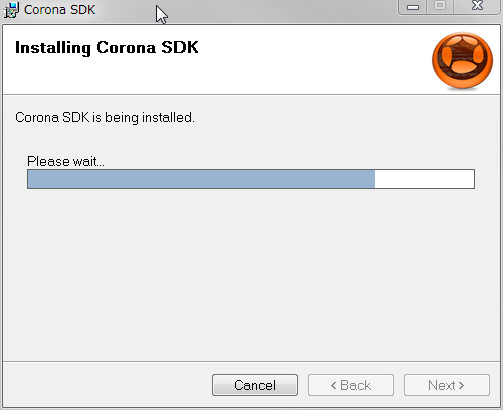 Corona SDK
Installing Corona SDK
Corona SDK is being installed.
Please wait...
Cancel
< Back
Next >